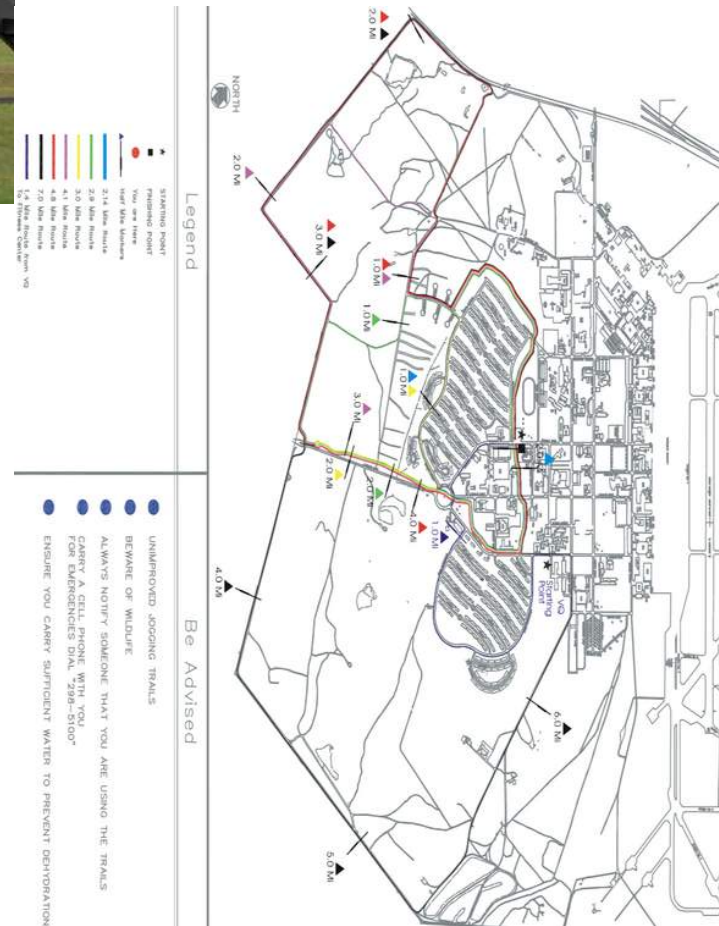 2.0 MI
NORTH
2.0 MI
3.0 MI
1.0 MI
1.0 MI
1.0 MI
3.0 MI
2.0 MI
2.0 MI
4.0 MI
1.0 MI
VQ
Starting
Point
4.0 MI
6.0 MI
5.0 MI
Legend
STARTING POINT
FINISHING POINT
You are Here
Half Mile Markers
2.14 Mile Route
2.9 Mile Route
3.0 Mile Route
4.1 Mile Route
4.8 Mile Route
7.0 Mile Route
1.4 Mile Route from VQ
To Fitness Center
Be Advised
UNIMPROVED JOGGING TRAILS
BEWARE OF WILDLIFE
ALWAYS NOTIFY SOMEONE THAT YOU ARE USING THE TRAILS
CARRY A CELL PHONE WITH YOU
FOR EMERGENCIES DIAL "298-5100"
ENSURE YOU CARRY SUFFICIENT WATER TO PREVENT DEHYDRATION